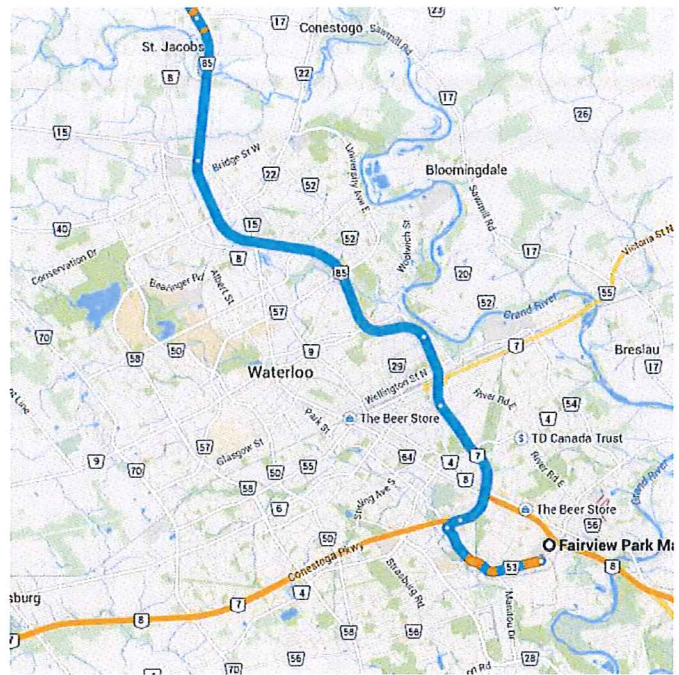 23
17
Conestogo
Sawmill Rd
St. Jacobs
85
8
22
17
26
15
Bridge St W
University Ave E
22
52
Bloomingdale
Sawmill Rd
40
15
52
Woolwich St
17
Victoria St N
8
Conservation Dr
Bearinger Rd
Albert St
85
20
55
57
52
Grand River
70
58
50
9
7
Breslau
29
17
Waterloo
Wellington St N
River Rd E
54
Park St
The Beer Store
4
TD Canada Trust
57
Glasgow St
64
4
7
9
70
50
55
8
River Rd E
Grand River
58
6
The Beer Store
56
50
Fairview Park Ma
Conestoga Pkwy
53
8
Strasburg Rd
sburg
7
4
Manitou Dr
8
58
56
56
28
70